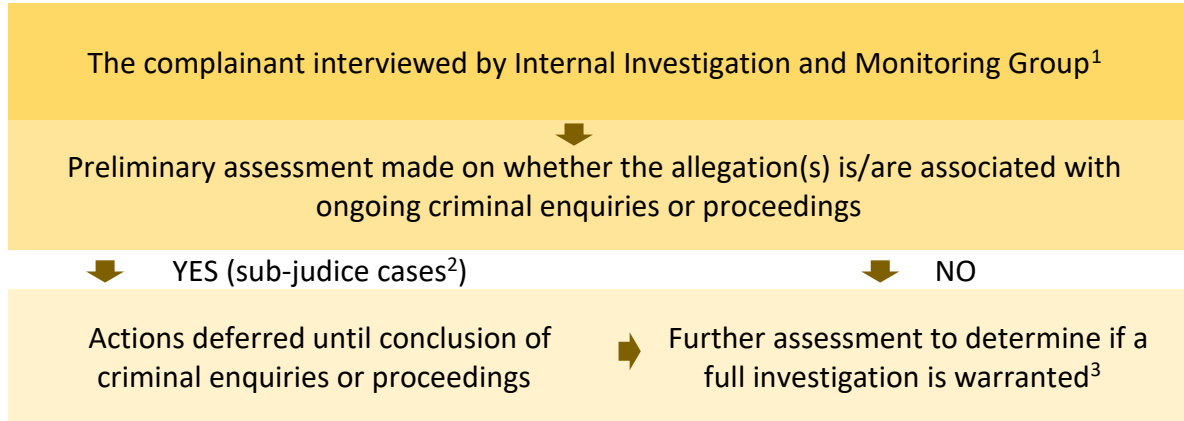 The complainant interviewed by Internal Investigation and Monitoring Group¹
Preliminary assessment made on whether the allegation(s) is/are associated with
ongoing criminal enquiries or proceedings
YES (sub-judice cases²)
NO
Actions deferred until conclusion of
criminal enquiries or proceedings
Further assessment to determine if a
full investigation is warranted³